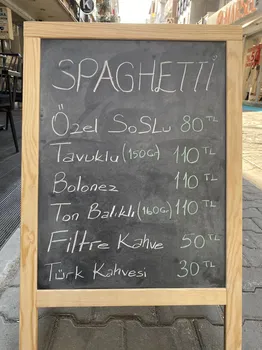 SPAGHETTİ
Özel SoSLu 80 TL
Tavuklu (150G.) 110 TL
Bolonez 110 TL
Ton Balıklı (160G.) 110 TL
Filtre Kahve 50 TL
Türk Kahvesi 30 TL